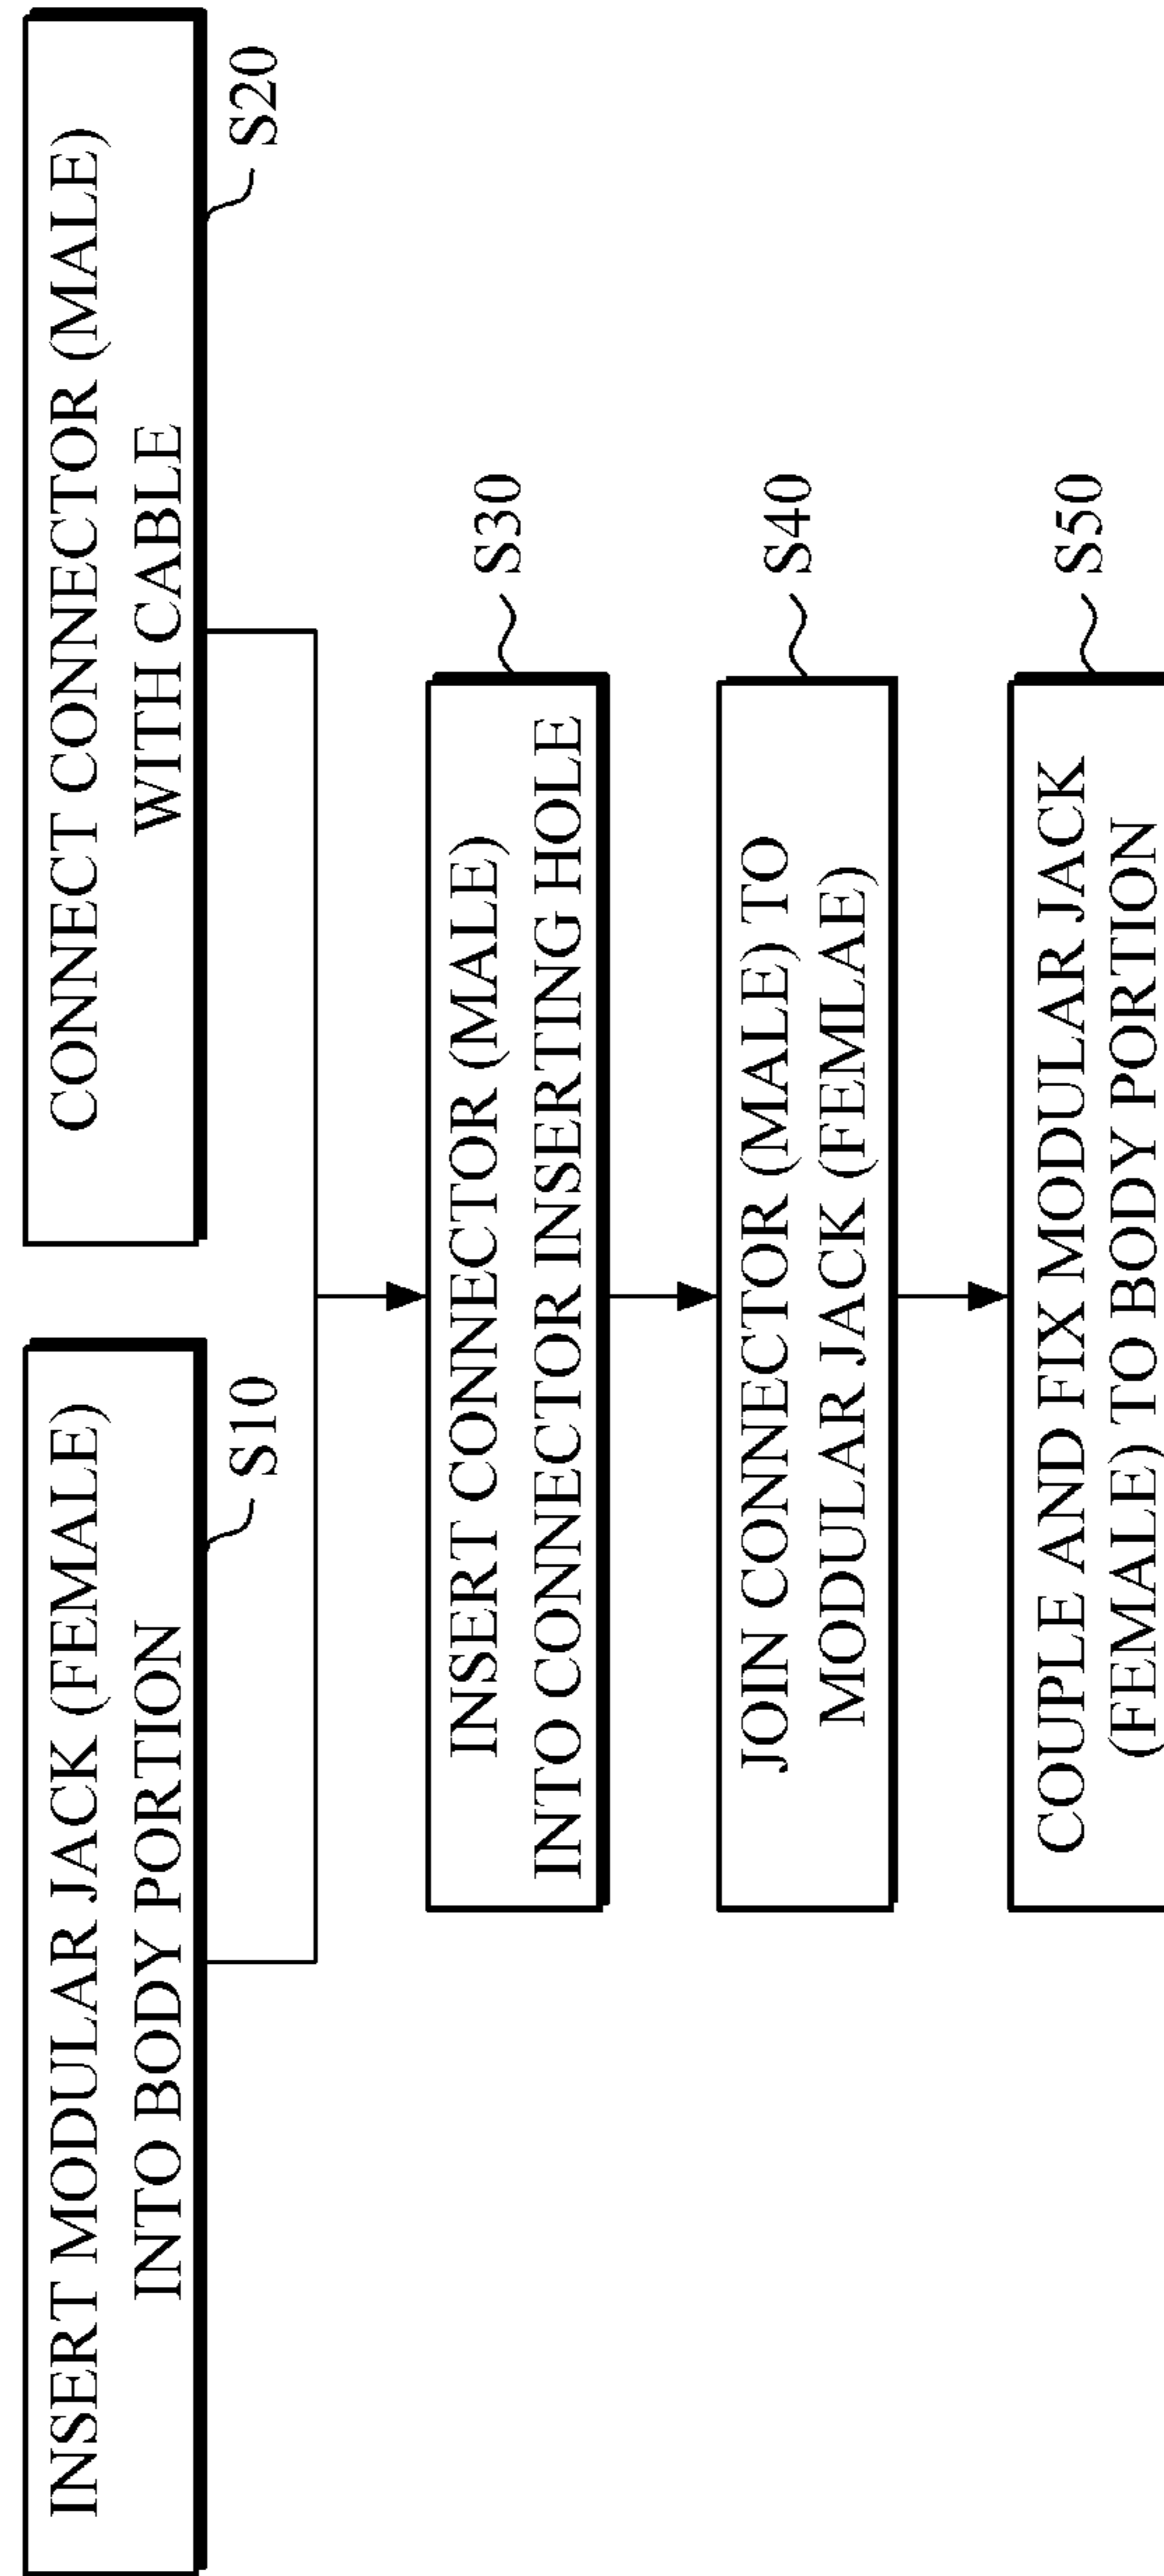 INSERT MODULAR JACK (FEMALE)
INTO BODY PORTION
S10
CONNECT CONNECTOR (MALE)
WITH CABLE
S20
INSERT CONNECTOR (MALE)
INTO CONNECTOR INSERTING HOLE
S30
JOIN CONNECTOR (MALE) TO
MODULAR JACK (FEMLAE)
S40
COUPLE AND FIX MODULAR JACK
(FEMALE) TO BODY PORTION
S50